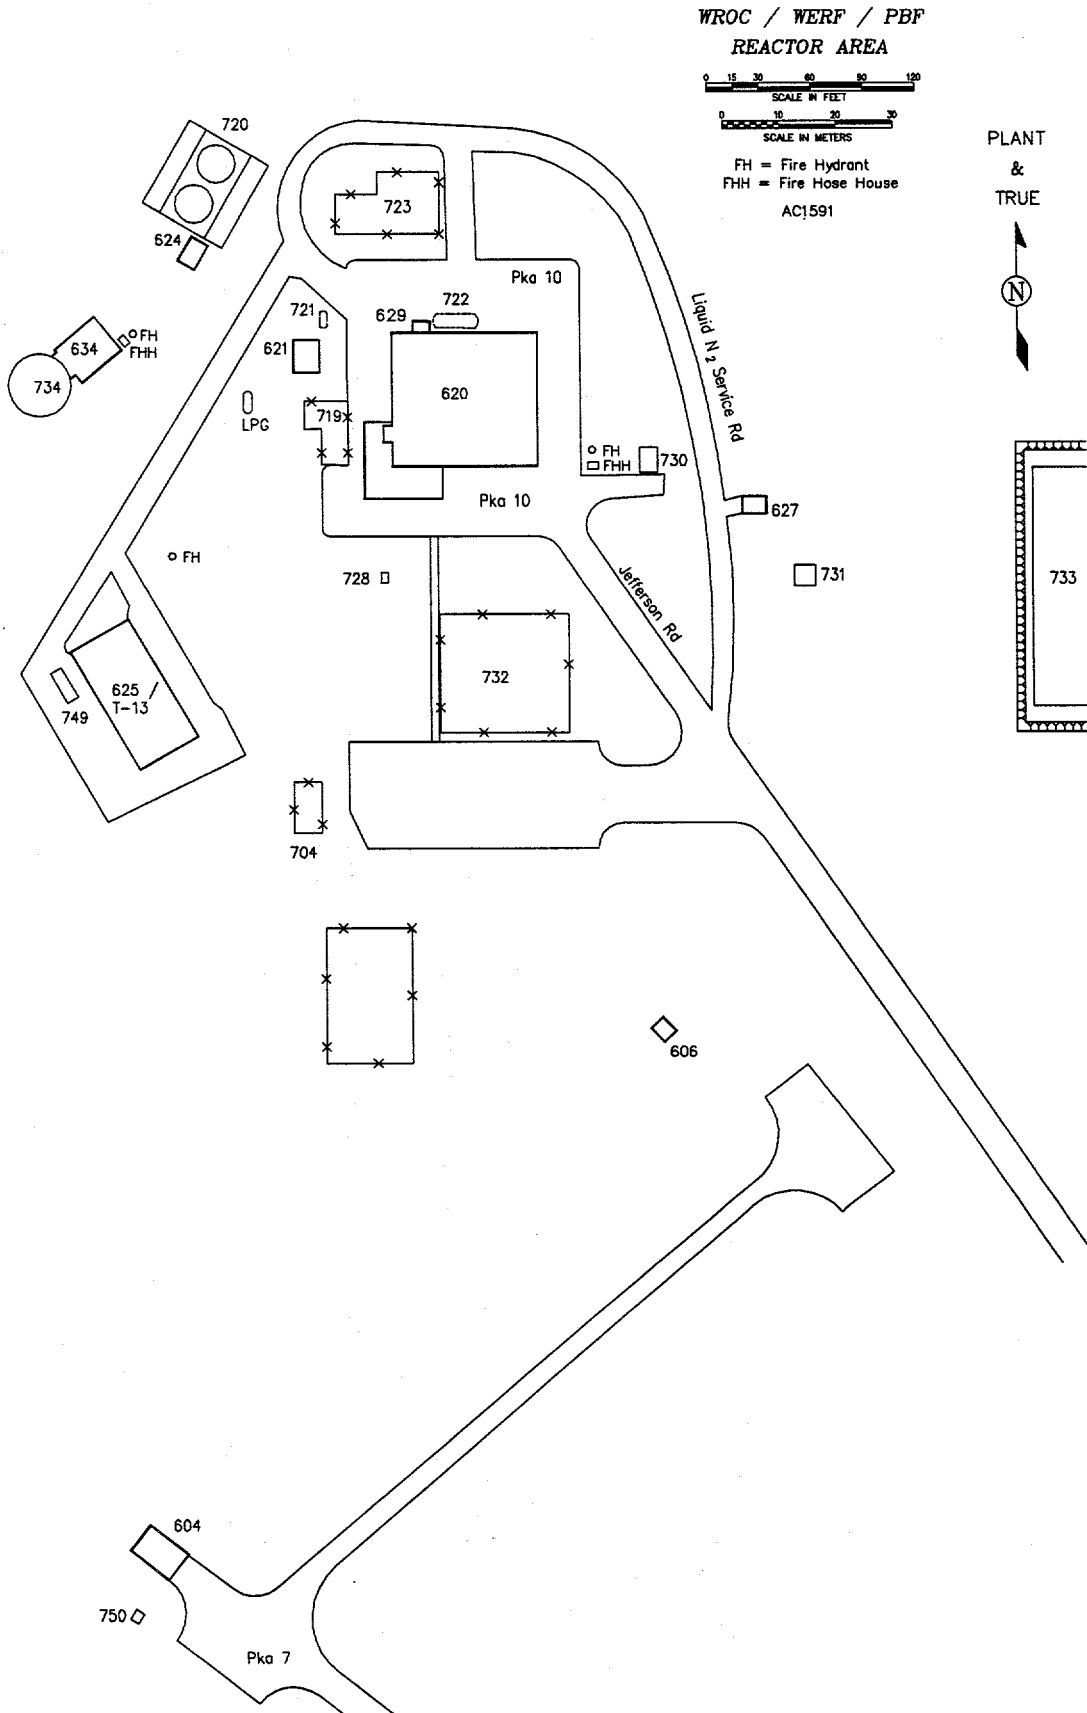 WROC / WERF / PBF
REACTOR AREA
0 15 30 60 90 120
SCALE IN FEET
0 10 20 30
SCALE IN METERS
FH = Fire Hydrant
FHH = Fire Hose House
AC1591
PLANT
&
TRUE
N
720
723
624
Pka 10
721
629
722
Liquid N2 Service Rd
634
FH
FHH
621
734
620
LPG
719
FH
FHH
730
Pka 10
627
FH
728
731
733
Jefferson Rd
625
T-13
732
749
704
606
604
750
Pka 7